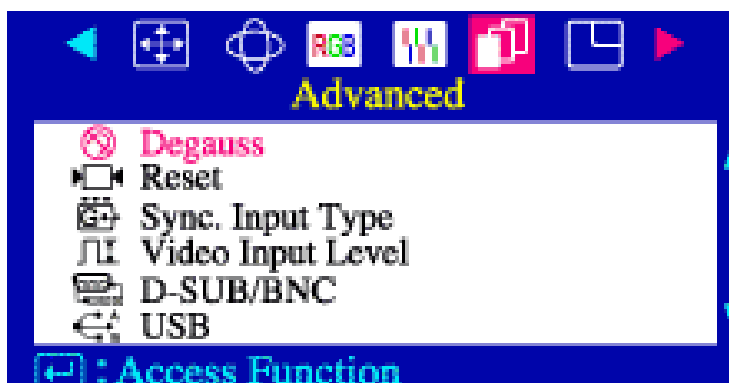 RGB
Advanced
Degauss
Reset
Sync. Input Type
Video Input Level
D-SUB/BNC
USB
: Access Function